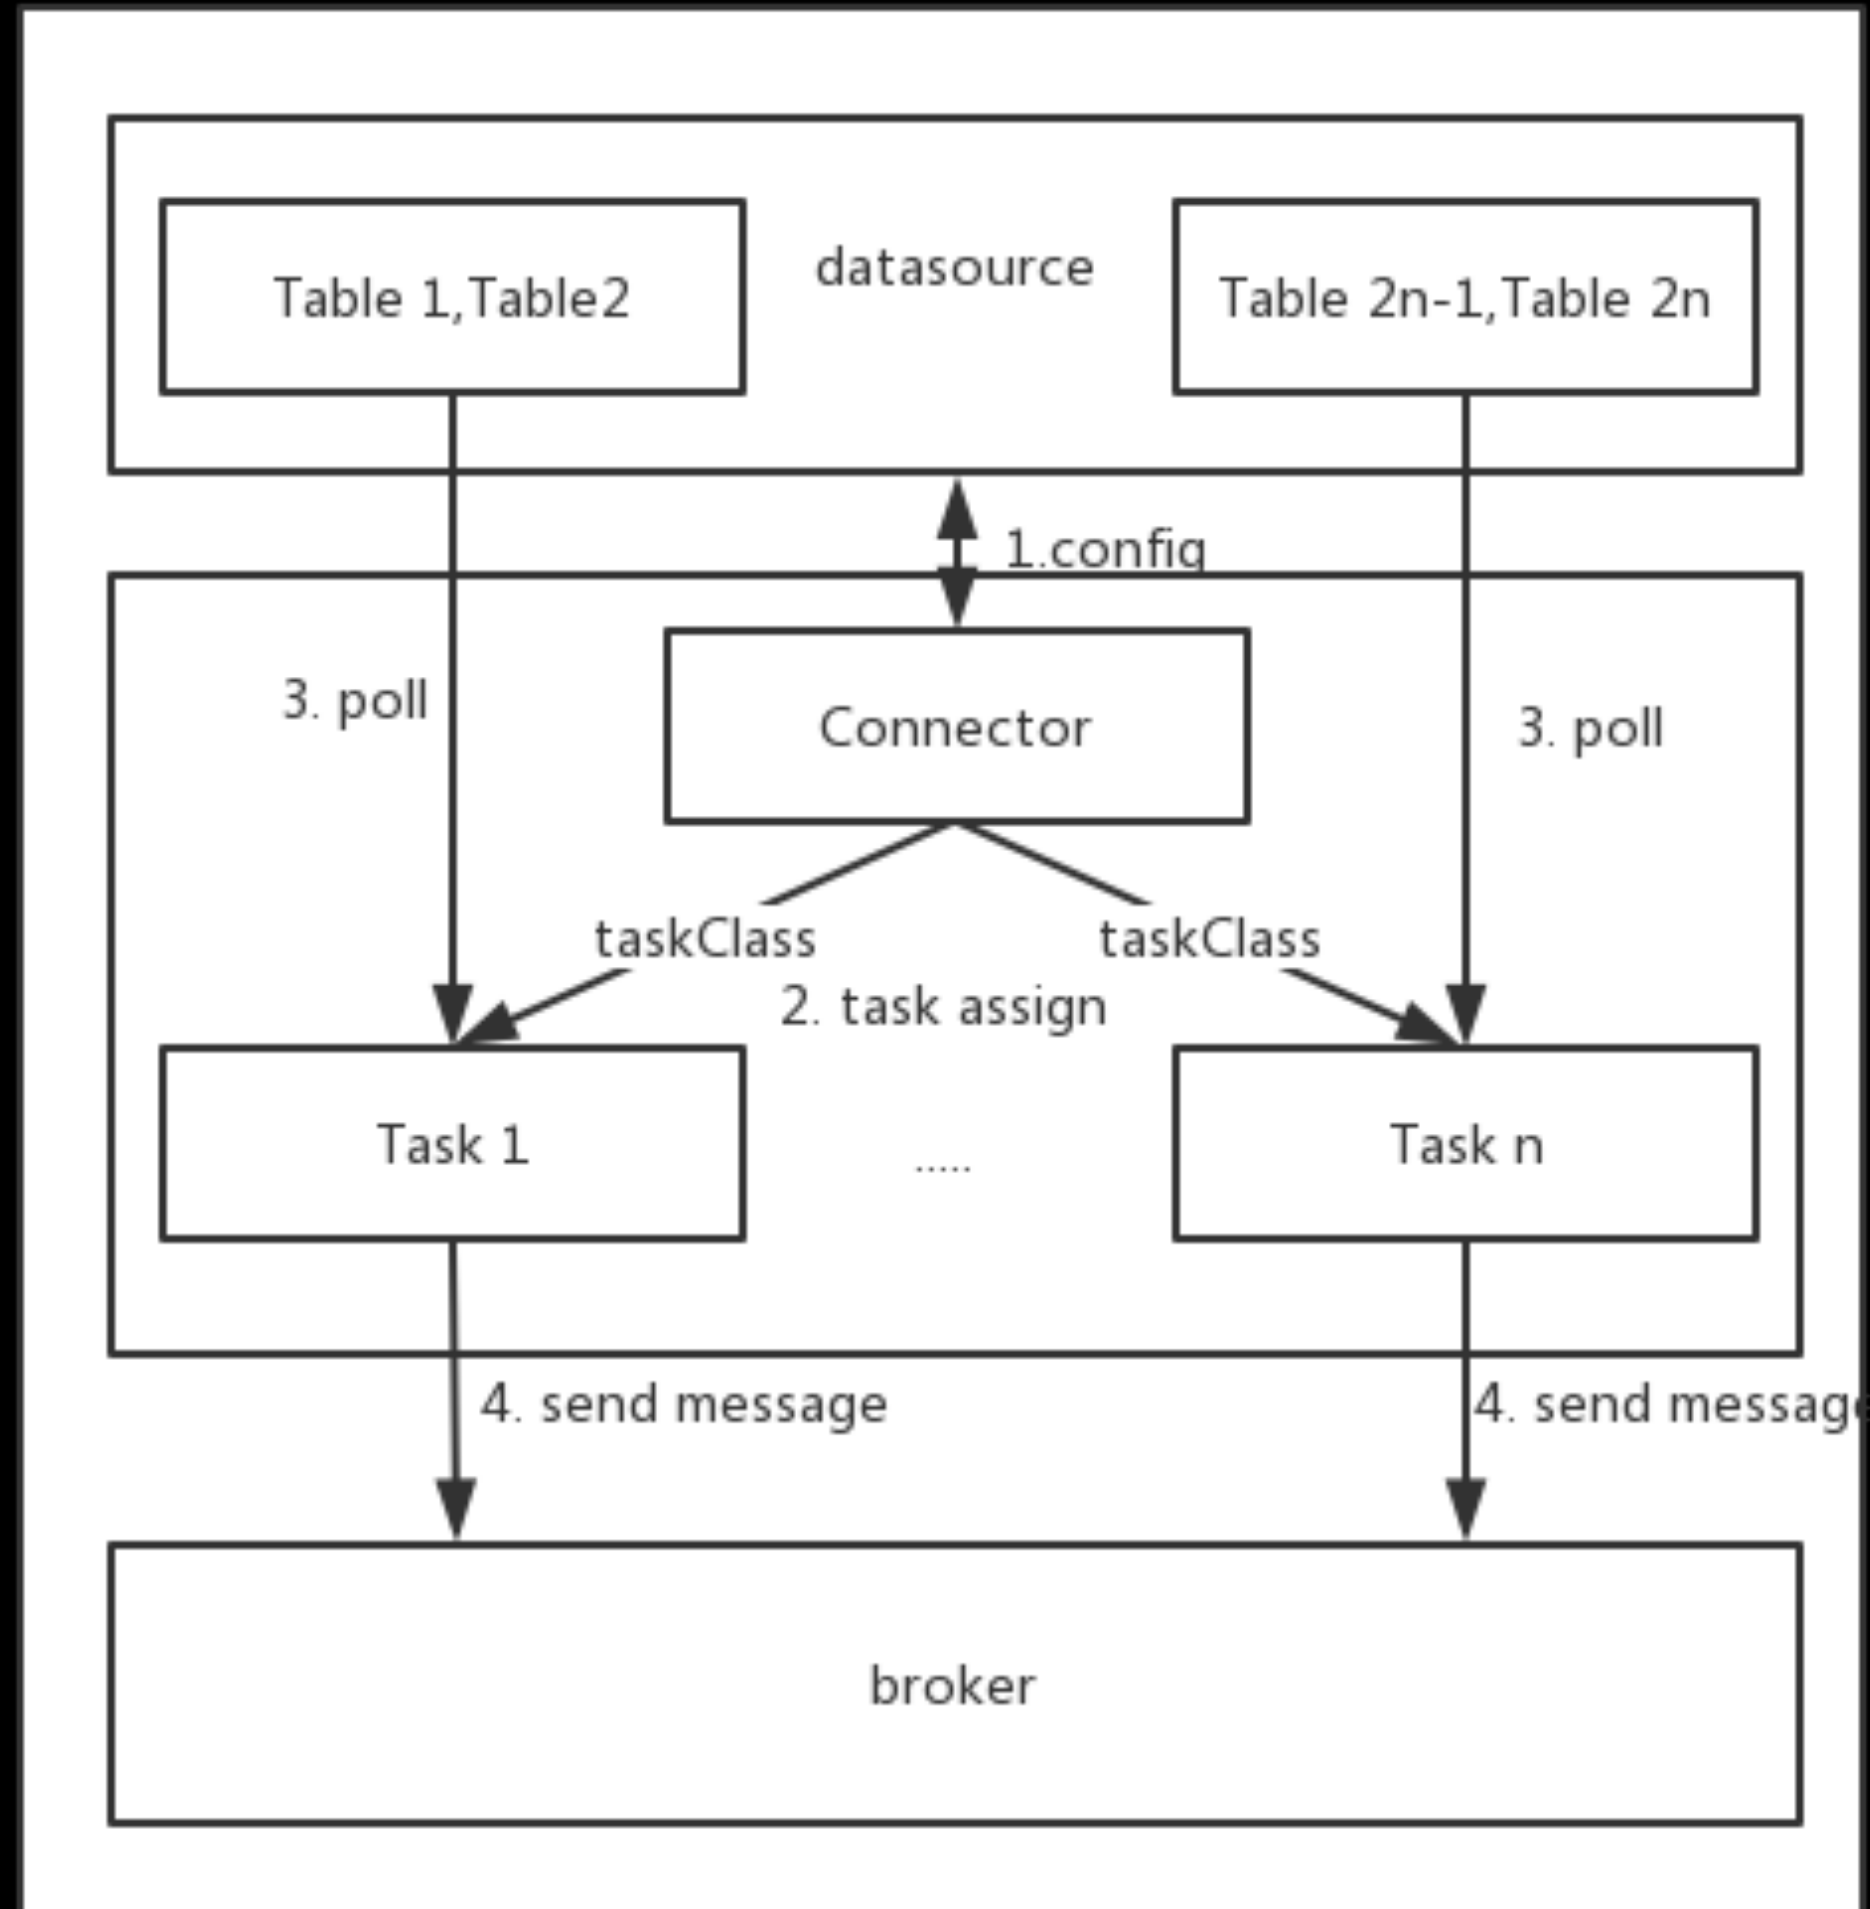 datasource
Table 1,Table2
Table 2n-1,Table 2n
1.config
3. poll
Connector
3. poll
taskClass
taskClass
2. task assign
Task 1
.....
Task n
4. send message
4. send message
broker